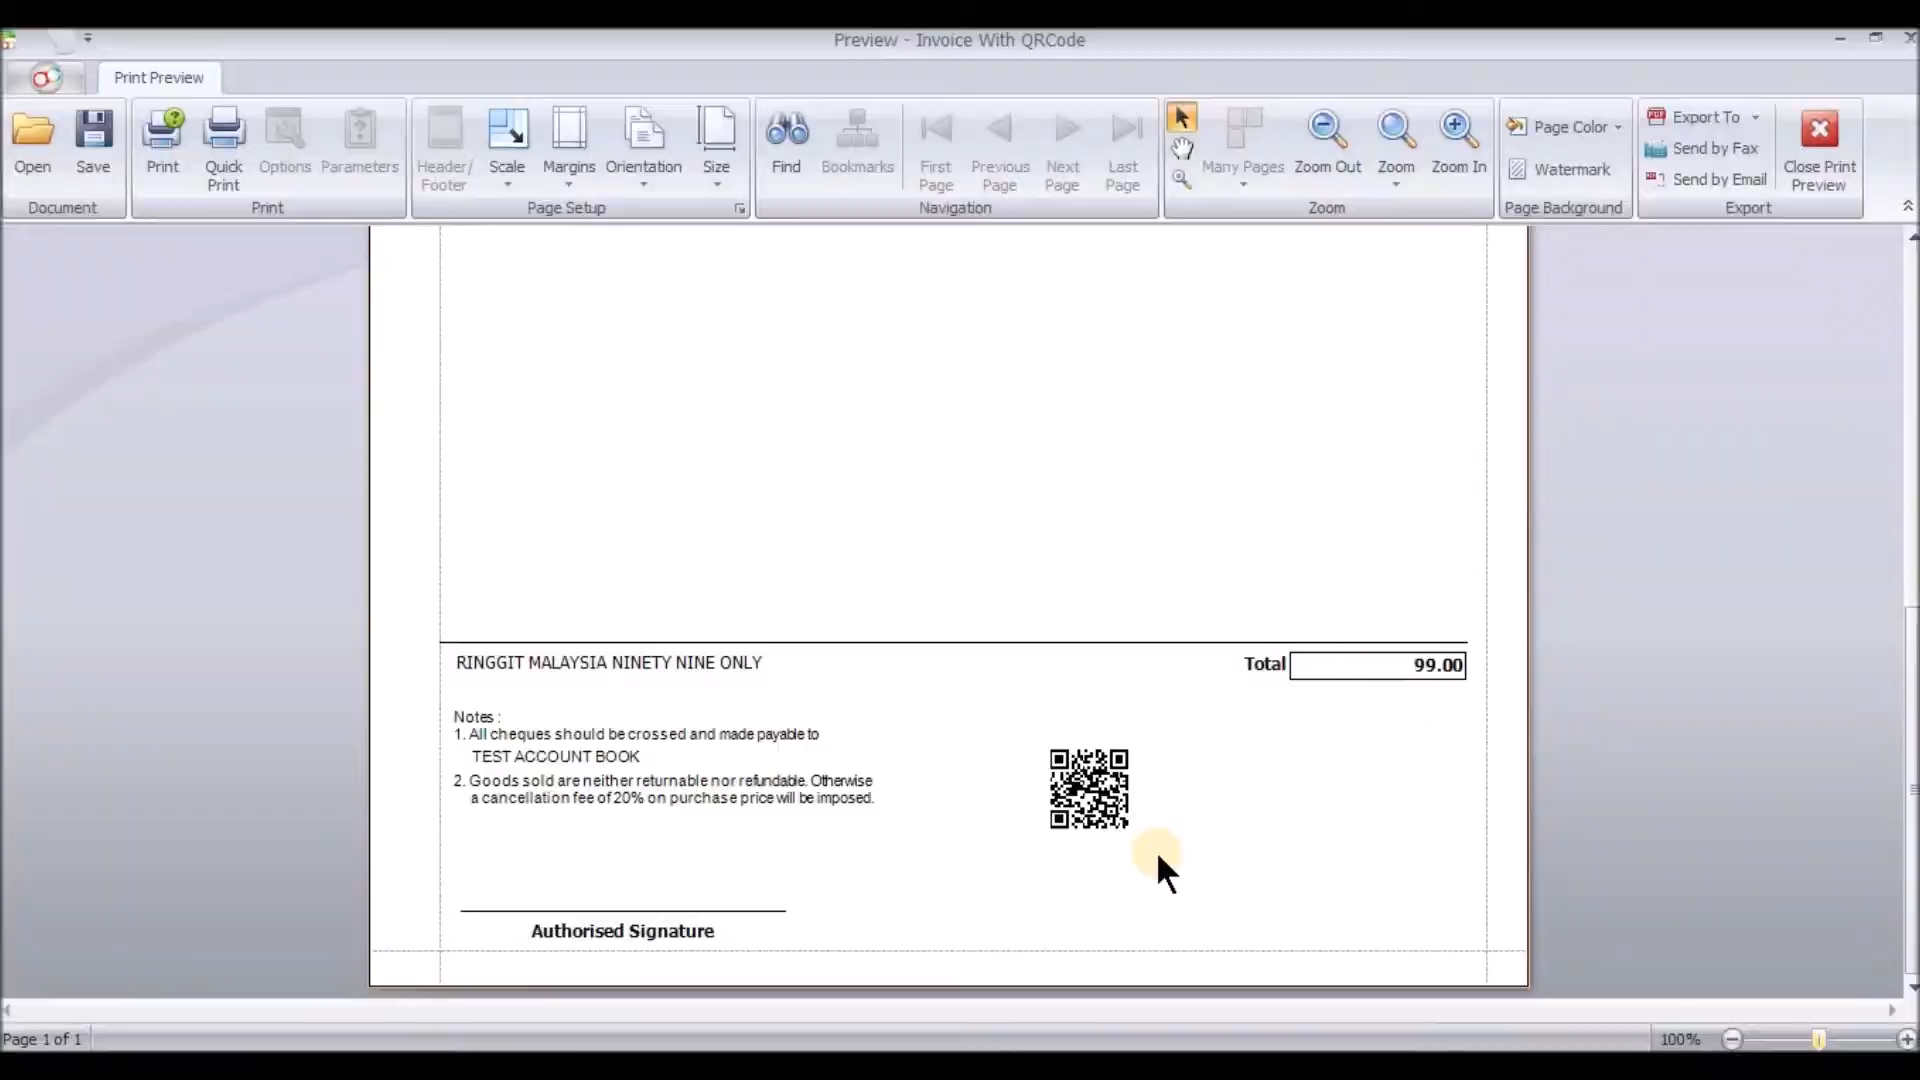 Preview - Invoice With QRCode
Print Preview
Open
Save
Document
Print
Quick
Print
Options
Parameters
Print
Header/
Footer
Scale
Margins
Orientation
Size
Page Setup
Find
Bookmarks
First
Page
Previous
Page
Next
Page
Last
Page
Navigation
Many Pages
Zoom Out
Zoom
Zoom In
Zoom
Page Color
Watermark
Page Background
Export To
Send by Fax
Send by Email
Export
Close Print
Preview
RINGGIT MALAYSIA NINETY NINE ONLY
Total 99.00
Notes :
1. All cheques should be crossed and made payable to
TEST ACCOUNT BOOK
2. Goods sold are neither returnable nor refundable. Otherwise
a cancellation fee of 20% on purchase price will be imposed.
Authorised Signature
Page 1 of 1
100%